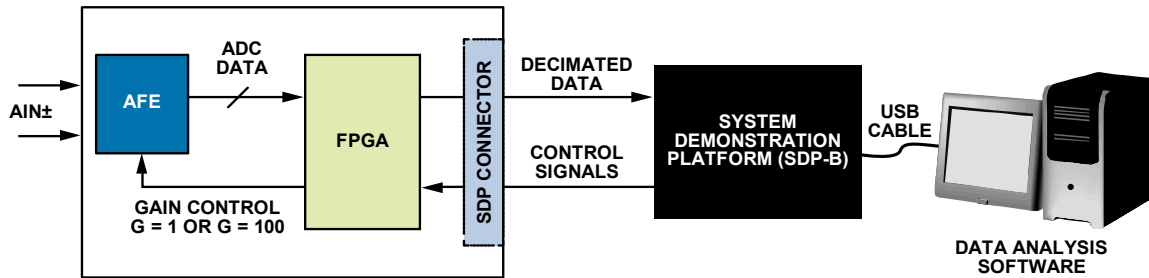 AIN±
AFE
ADC
DATA
FPGA
GAIN CONTROL
G = 1 OR G = 100
SDP CONNECTOR
DECIMATED
DATA
CONTROL
SIGNALS
SYSTEM
DEMONSTRATION
PLATFORM (SDP-B)
USB
CABLE
DATA ANALYSIS
SOFTWARE